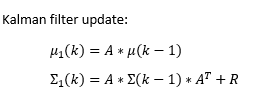 Kalman filter update:
μ₁(k) = A ∗ μ(k − 1)
Σ₁(k) = A ∗ Σ(k − 1) ∗ Aᵀ + R